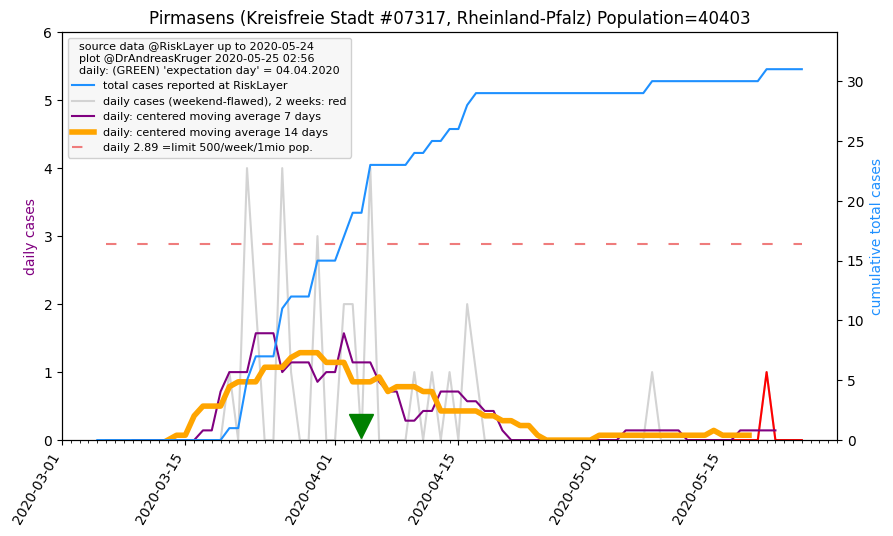 Pirmasens (Kreisfreie Stadt #07317, Rheinland-Pfalz) Population=40403
source data @RiskLayer up to 2020-05-24
plot @DrAndreasKruger 2020-05-25 02:56
daily: (GREEN) 'expectation day' = 04.04.2020
total cases reported at RiskLayer
daily cases (weekend-flawed), 2 weeks: red
daily: centered moving average 7 days
daily: centered moving average 14 days
daily 2.89 =limit 500/week/1mio pop.
daily cases
6
5
4
3
2
1
0
cumulative total cases
30
25
20
15
10
5
0
2020-03-01
2020-03-15
2020-04-01
2020-04-15
2020-05-01
2020-05-15